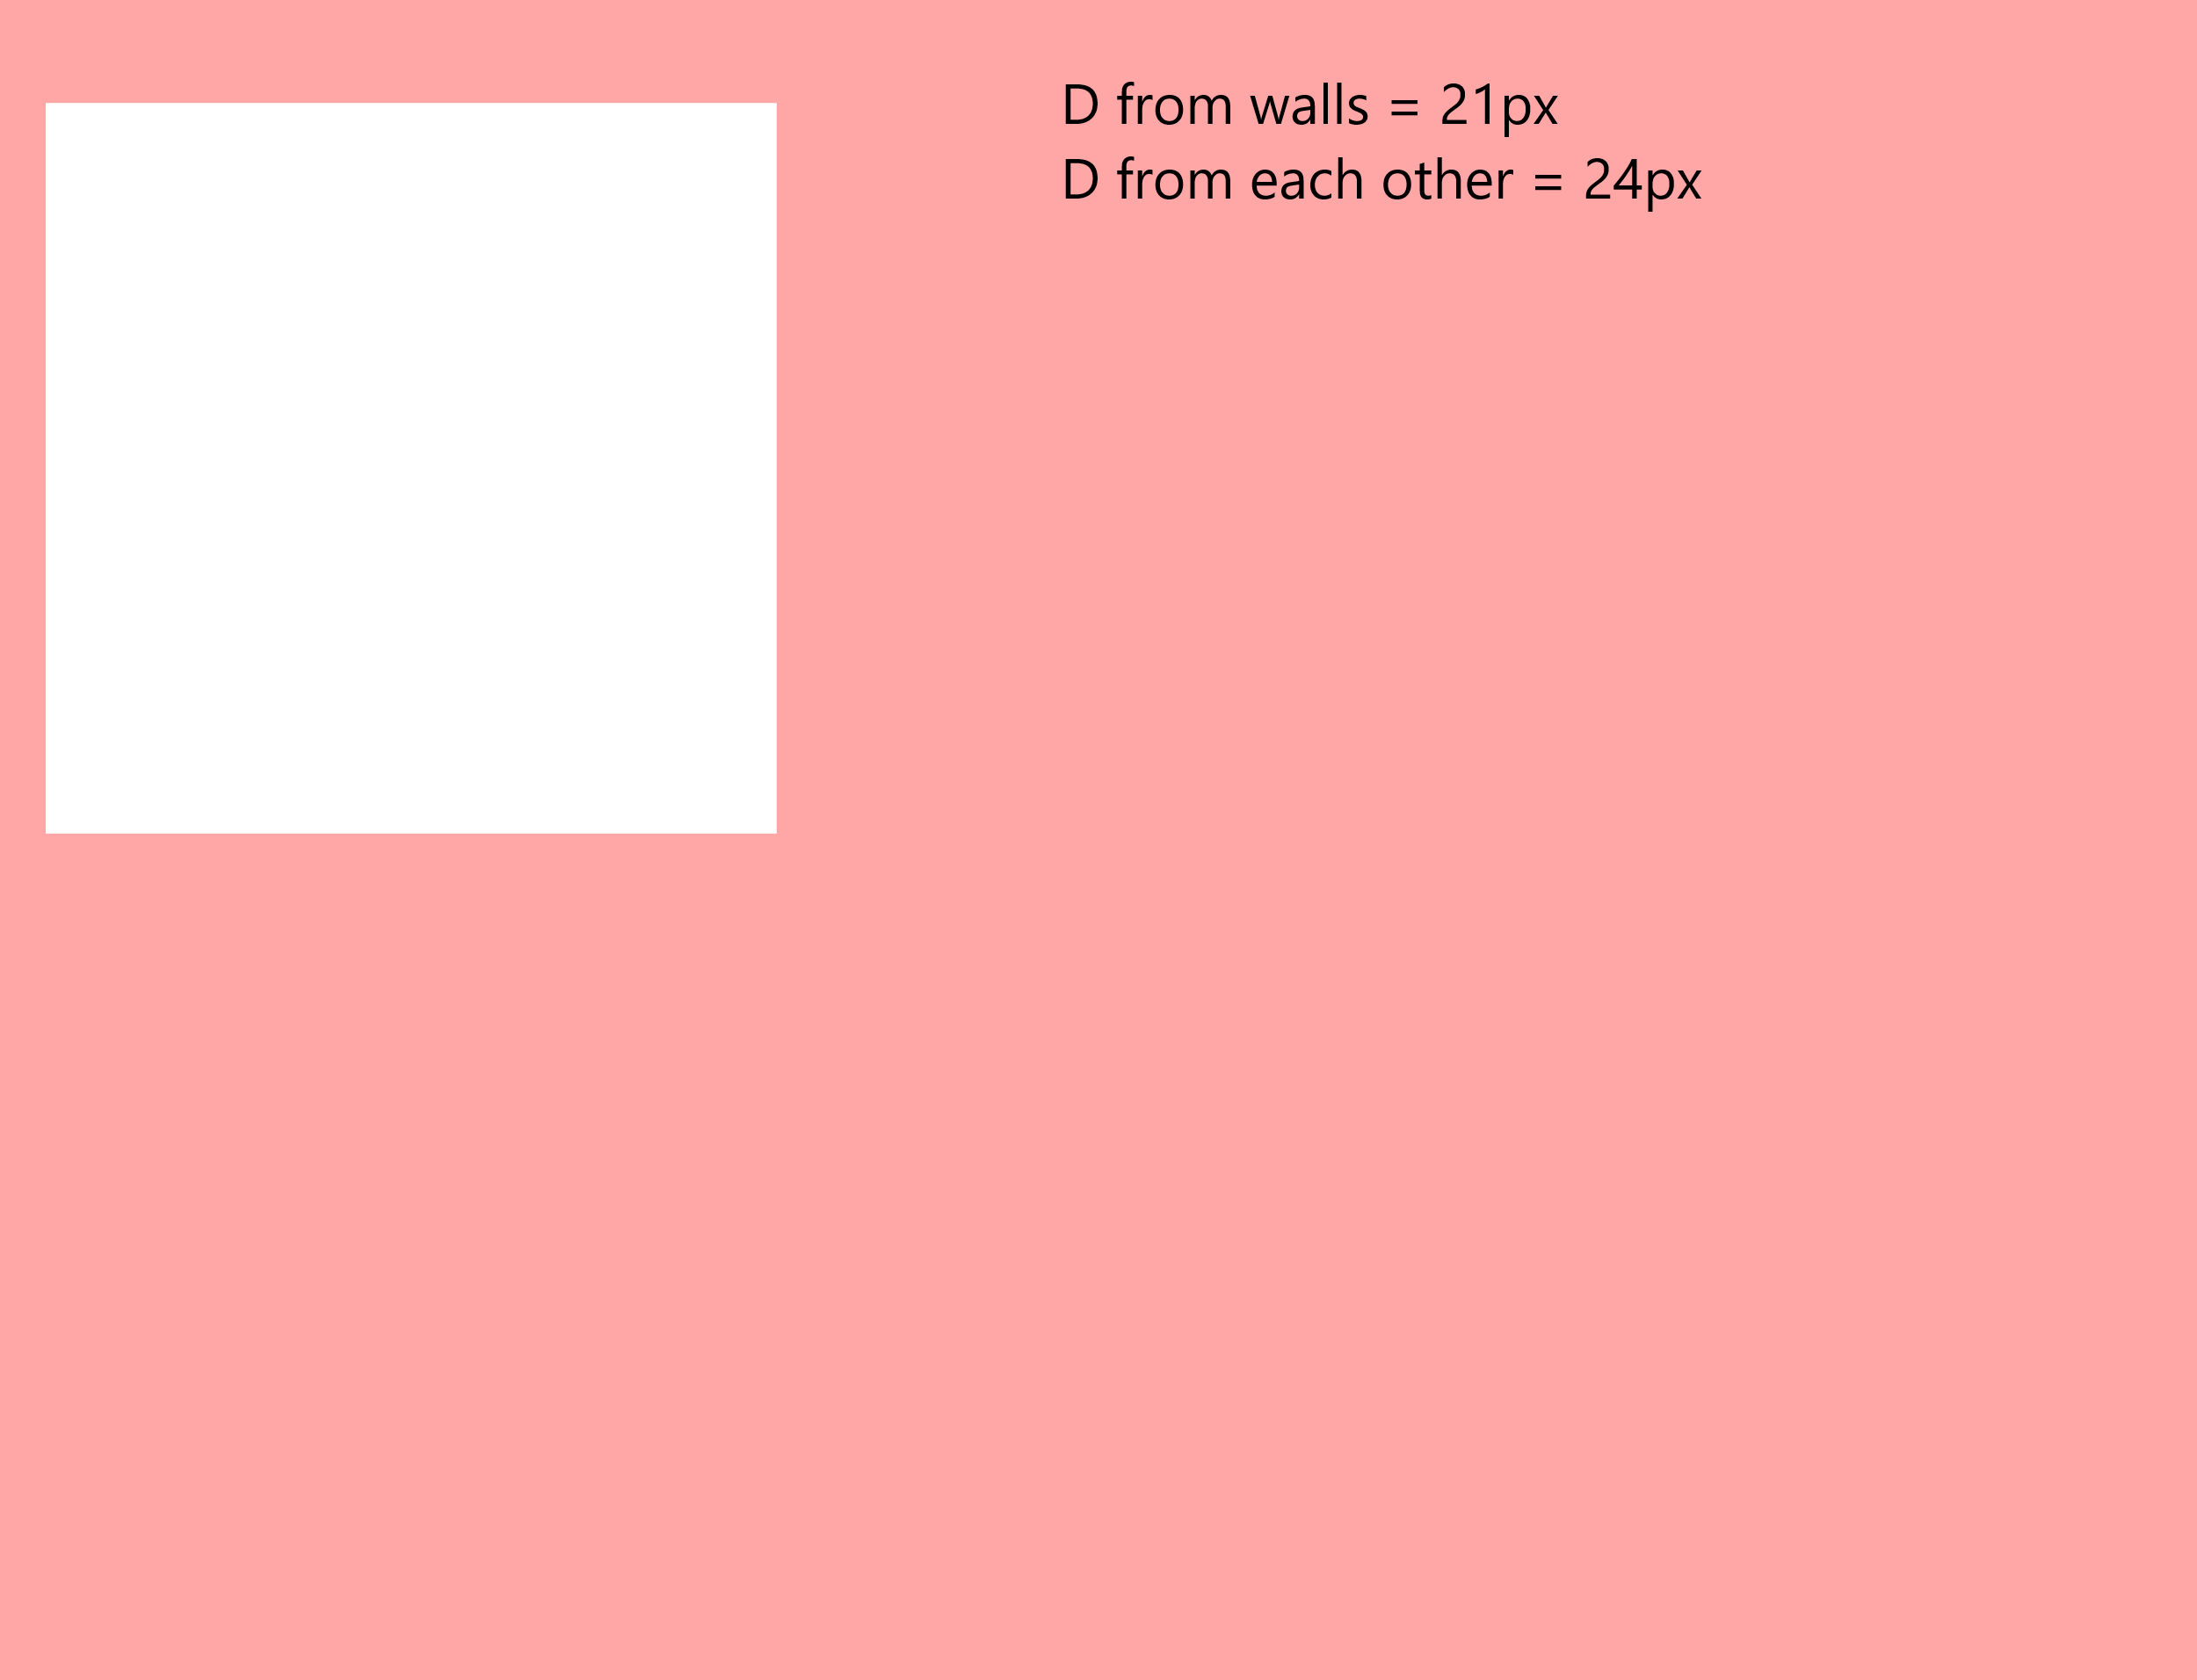 D from walls = 21px
D from each other = 24px